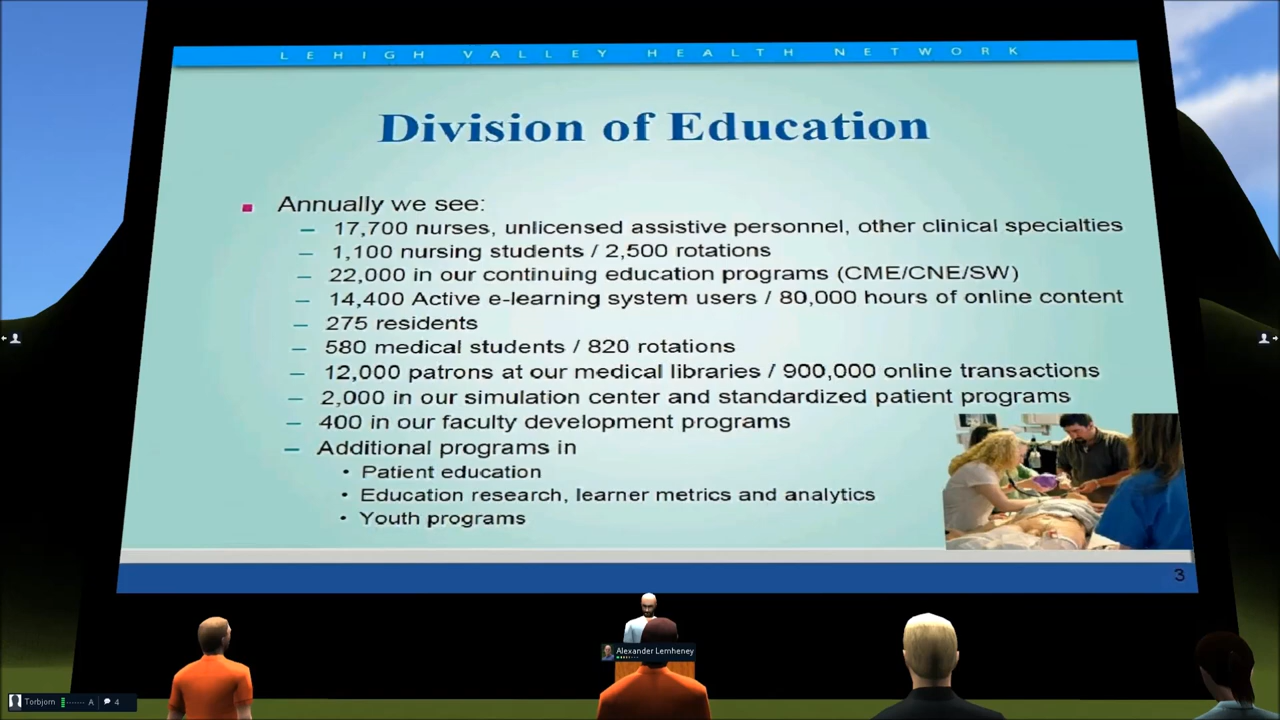 LEHIGH VALLEY HEALTH NETWORK
Division of Education
Annually we see:
– 17,700 nurses, unlicensed assistive personnel, other clinical specialties
– 1,100 nursing students / 2,500 rotations
– 22,000 in our continuing education programs (CME/CNE/SW)
– 14,400 Active e-learning system users / 80,000 hours of online content
– 275 residents
– 580 medical students / 820 rotations
– 12,000 patrons at our medical libraries / 900,000 online transactions
– 2,000 in our simulation center and standardized patient programs
– 400 in our faculty development programs
– Additional programs in
• Patient education
• Education research, learner metrics and analytics
• Youth programs
3
Alexander Lemheney
Torbjorn A 4